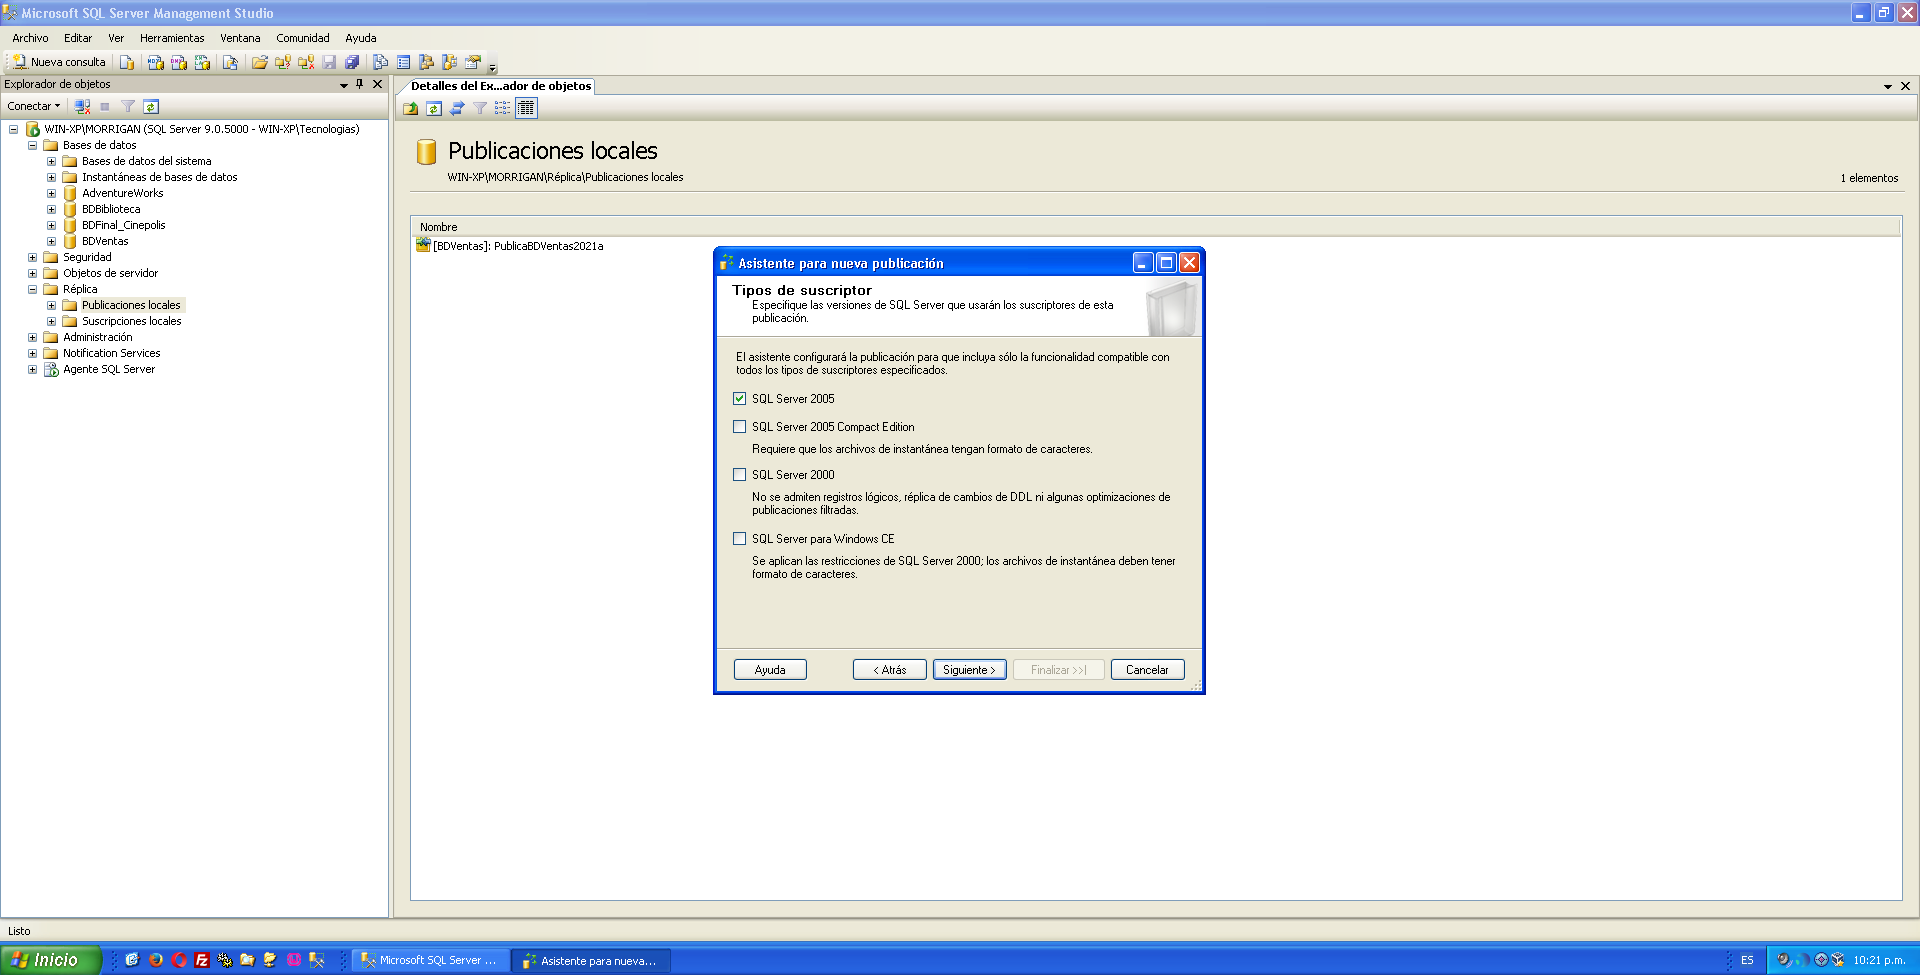 Microsoft SQL Server Management Studio
Archivo Editar Ver Herramientas Ventana Comunidad Ayuda
Nueva consulta
Explorador de objetos
Conectar
WIN-XP\MORRIGAN (SQL Server 9.0.5000 - WIN-XP\Tecnologias)
Bases de datos
Bases de datos del sistema
Instantáneas de bases de datos
AdventureWorks
BDBiblioteca
BDFinal_Cinepolis
BDVentas
Seguridad
Objetos de servidor
Réplica
Publicaciones locales
Suscripciones locales
Administración
Notification Services
Agente SQL Server
Detalles del Ex...ador de objetos
Publicaciones locales
WIN-XP\MORRIGAN\Réplica\Publicaciones locales
1 elementos
Nombre
[BDVentas]: PublicaBDVentas2021a
Asistente para nueva publicación
Tipos de suscriptor
Especifique las versiones de SQL Server que usarán los suscriptores de esta
publicación.
El asistente configurará la publicación para que incluya sólo la funcionalidad compatible con
todos los tipos de suscriptores especificados.
SQL Server 2005
SQL Server 2005 Compact Edition
Requiere que los archivos de instantánea tengan formato de caracteres.
SQL Server 2000
No se admiten registros lógicos, réplica de cambios de DDL ni algunas optimizaciones de
publicaciones filtradas.
SQL Server para Windows CE
Se aplican las restricciones de SQL Server 2000; los archivos de instantánea deben tener
formato de caracteres.
Ayuda < Atrás Siguiente > Finalizar >>| Cancelar
Listo
Inicio
Microsoft SQL Server ...
Asistente para nueva...
ES
10:21 p.m.